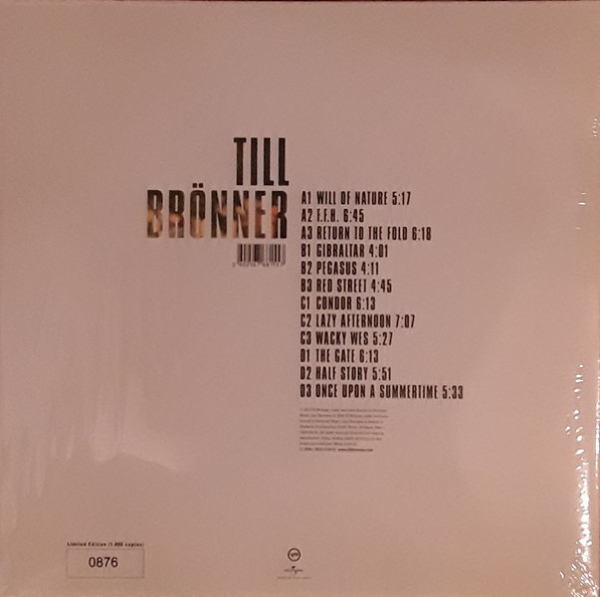 TILL
BRÖNNER
A1 WILL OF NATURE 5:17
A2 F.F.H. 6:45
A3 RETURN TO THE FOLD 6:18
B1 GIBRALTAR 4:01
B2 PEGASUS 4:11
B3 RED STREET 4:45
C1 CONDOR 6:13
C2 LAZY AFTERNOON 7:07
C3 WACKY WES 5:27
D1 THE GATE 6:13
D2 HALF STORY 5:51
D3 ONCE UPON A SUMMERTIME 5:33
Limited Edition (1.000 copies)
0876